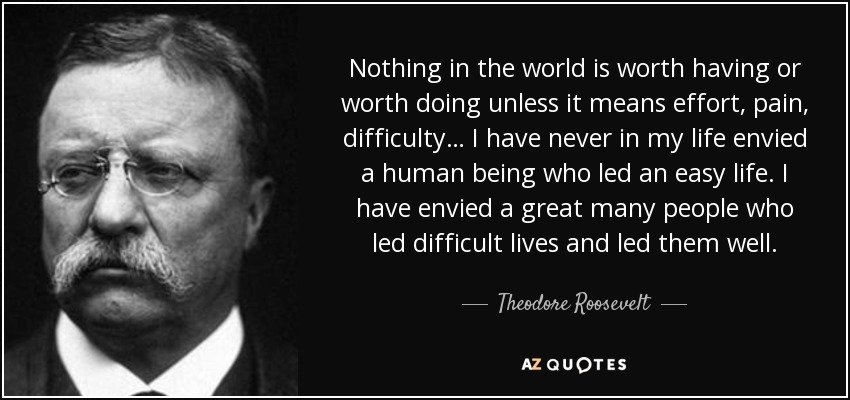 Nothing in the world is worth having or
worth doing unless it means effort, pain,
difficulty... I have never in my life envied
a human being who led an easy life. I
have envied a great many people who
led difficult lives and led them well.
Theodore Roosevelt
AZ QUOTES